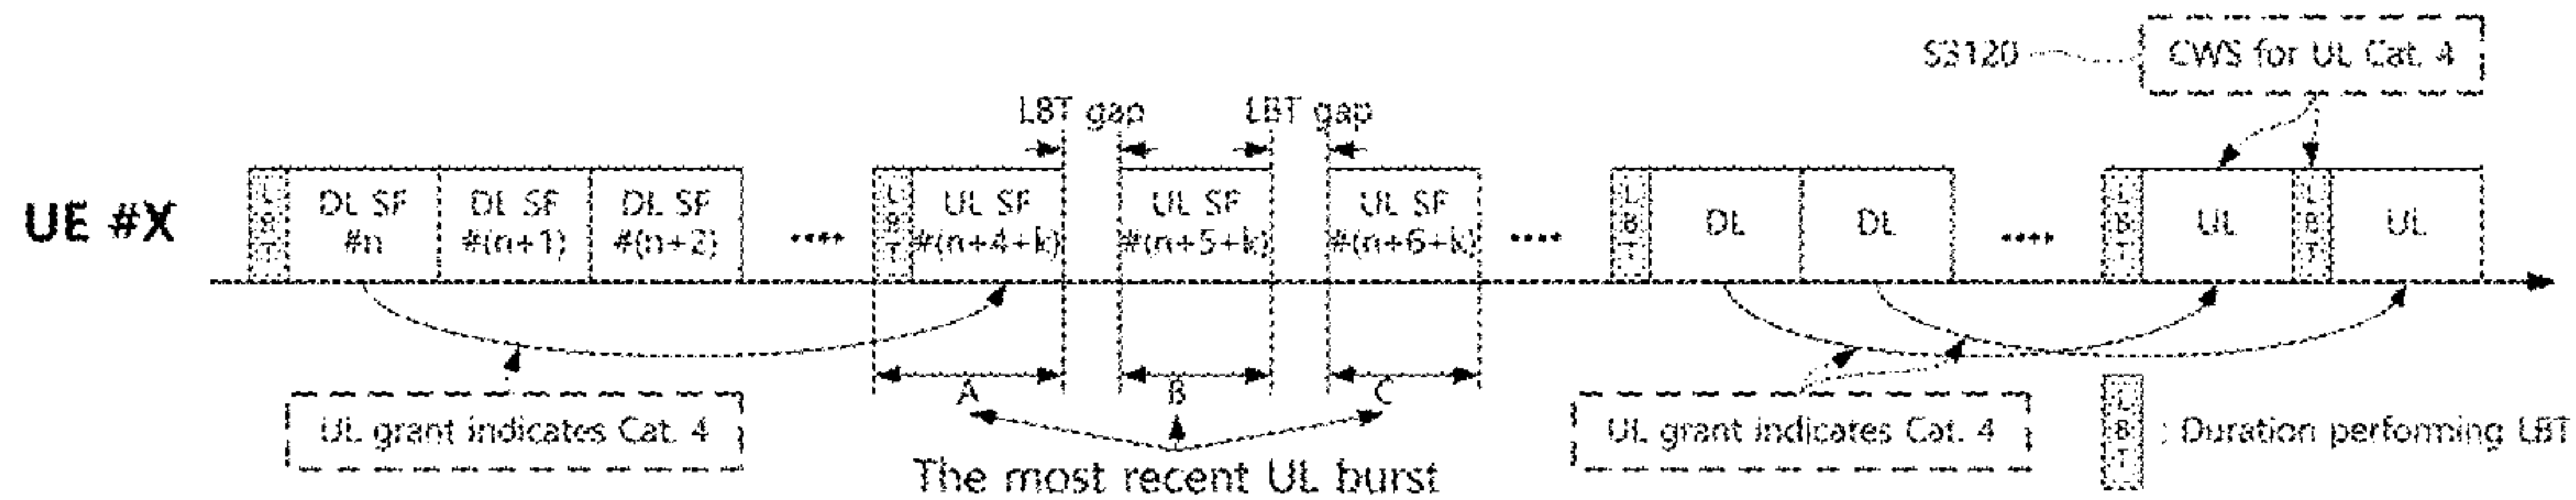 S3120
CWS for UL Cat. 4
LBT gap
LBT gap
UE #X
LBT
DL SF
#n
DL SF
#(n+1)
DL SF
#(n+2)
....
LBT
UL SF
#(n+4+k)
UL SF
#(n+5+k)
UL SF
#(n+6+k)
....
LBT
DL
DL
....
LBT
UL
LBT
UL
A
B
C
UL grant indicates Cat. 4
The most recent UL burst
UL grant indicates Cat. 4
LBT
: Duration performing LBT